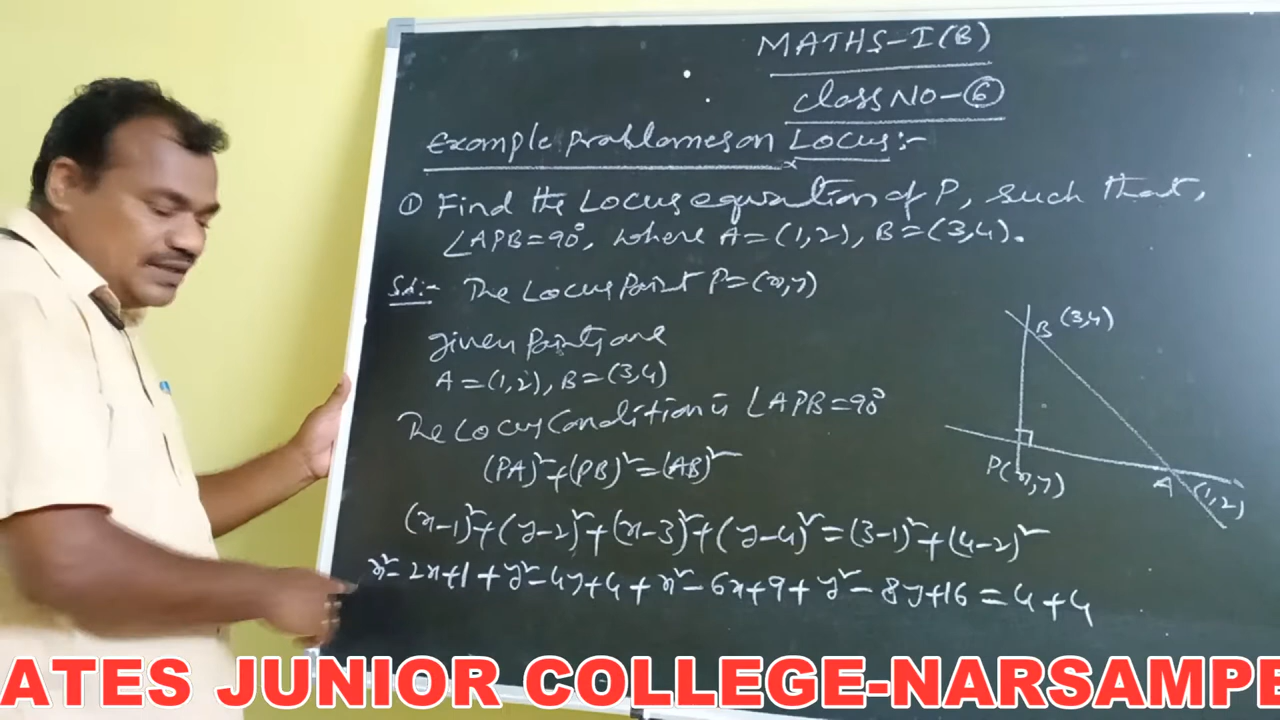 MATHS-I(B)
Class NO-⑥
Example problomes on Locus:-
① Find the Locus equation of P, such that,
∠APB=90°, where A=(1,2), B=(3,4).
Sol:- The Locus Point P=(x,y)
given Points are
A=(1,2), B=(3,4)
The Locus Condition is ∠APB=90°
(PA)²+(PB)²=(AB)²
(x-1)²+(y-2)²+(x-3)²+(y-4)²=(3-1)²+(4-2)²
x²-2x+1+y²-4y+4+x²-6x+9+y²-8y+16=4+4
B (3,4)
P(x,y)
A (1,2)
ATES JUNIOR COLLEGE-NARSAMPE